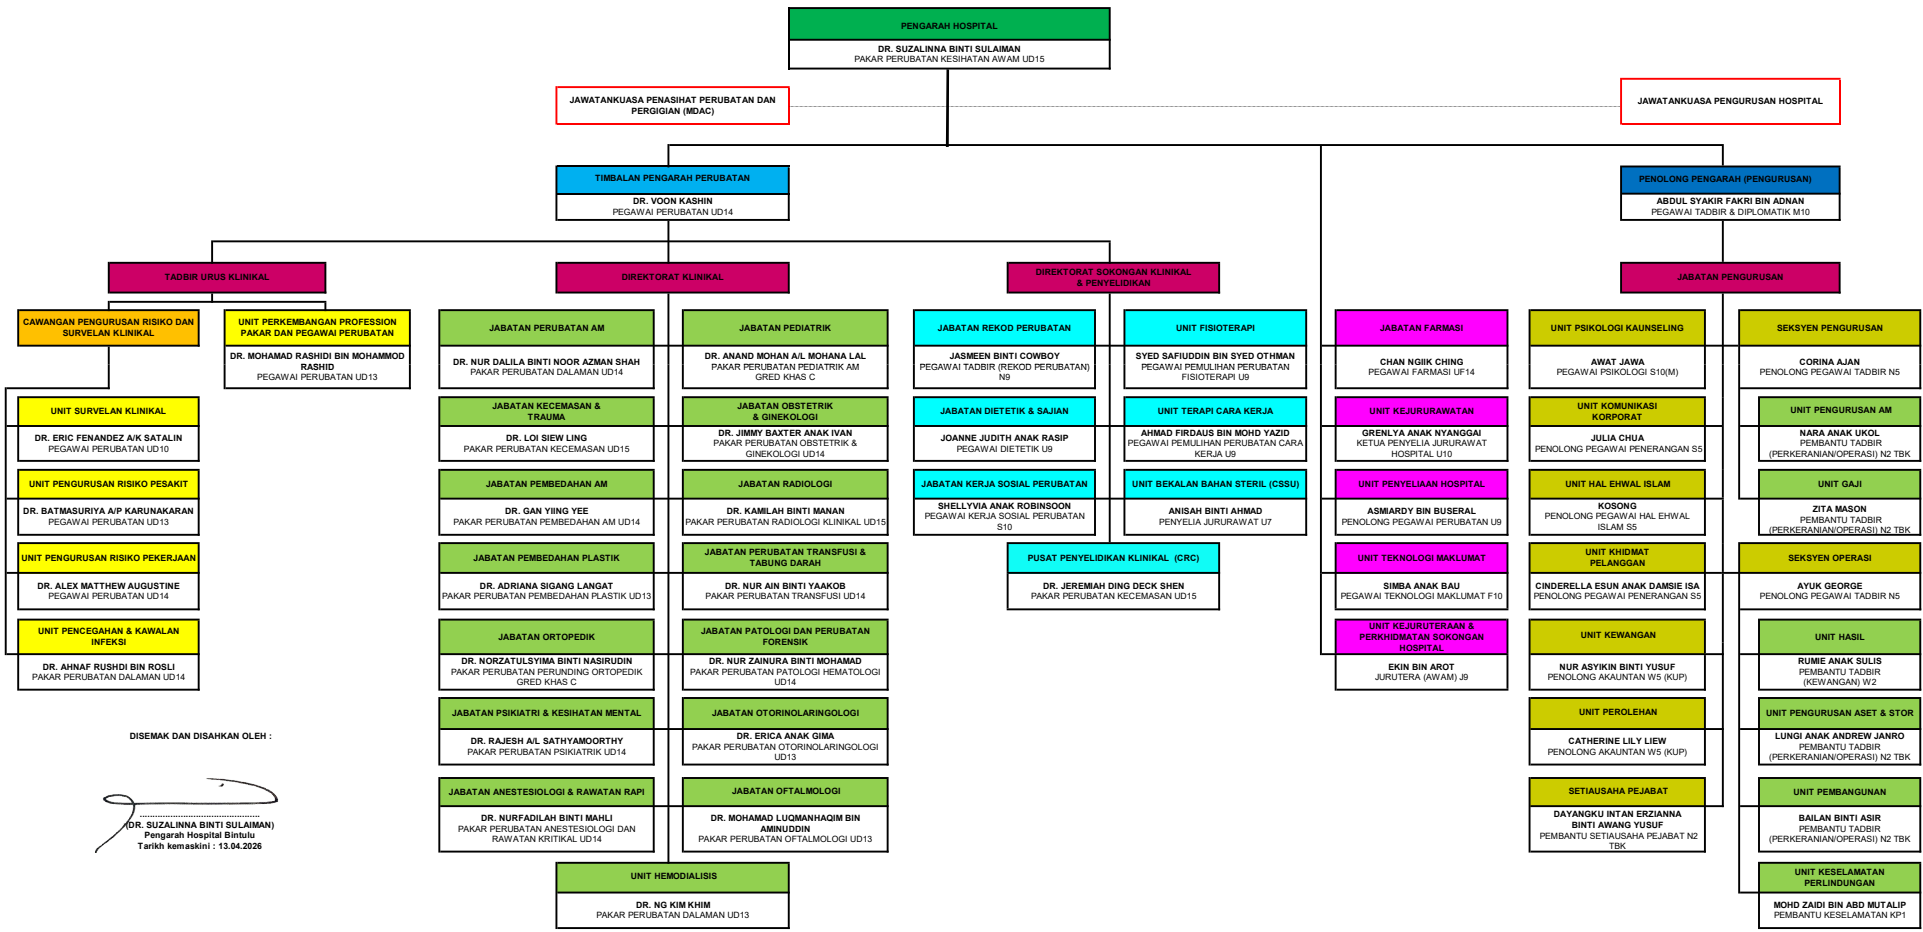 PENGARAH HOSPITAL
DR. SUZALINNA BINTI SULAIMAN
PAKAR PERUBATAN KESIHATAN AWAM UD15
JAWATANKUASA PENASIHAT PERUBATAN DAN
PERGIGIAN (MDAC)
JAWATANKUASA PENGURUSAN HOSPITAL
TIMBALAN PENGARAH PERUBATAN
DR. VOON KASHIN
PEGAWAI PERUBATAN UD14
PENOLONG PENGARAH (PENGURUSAN)
ABDUL SYAKIR FAKRI BIN ADNAN
PEGAWAI TADBIR & DIPLOMATIK M10
TADBIR URUS KLINIKAL
DIREKTORAT KLINIKAL
DIREKTORAT SOKONGAN KLINIKAL
& PENYELIDIKAN
JABATAN PENGURUSAN
CAWANGAN PENGURUSAN RISIKO DAN
SURVELAN KLINIKAL
UNIT PERKEMBANGAN PROFESSION
PAKAR DAN PEGAWAI PERUBATAN
DR. MOHAMAD RASHIDI BIN MOHAMMOD
RASHID
PEGAWAI PERUBATAN UD13
UNIT SURVELAN KLINIKAL
DR. ERIC FENANDEZ A/K SATALIN
PEGAWAI PERUBATAN UD10
UNIT PENGURUSAN RISIKO PESAKIT
DR. BATMASURIYA A/P KARUNAKARAN
PEGAWAI PERUBATAN UD13
UNIT PENGURUSAN RISIKO PEKERJAAN
DR. ALEX MATTHEW AUGUSTINE
PEGAWAI PERUBATAN UD14
UNIT PENCEGAHAN & KAWALAN
INFEKSI
DR. AHNAF RUSHDI BIN ROSLI
PAKAR PERUBATAN DALAMAN UD14
JABATAN PERUBATAN AM
DR. NUR DALILA BINTI NOOR AZMAN SHAH
PAKAR PERUBATAN DALAMAN UD14
JABATAN PEDIATRIK
DR. ANAND MOHAN A/L MOHANA LAL
PAKAR PERUBATAN PEDIATRIK AM
GRED KHAS C
JABATAN KECEMASAN &
TRAUMA
DR. LOI SIEW LING
PAKAR PERUBATAN KECEMASAN UD15
JABATAN OBSTETRIK
& GINEKOLOGI
DR. JIMMY BAXTER ANAK IVAN
PAKAR PERUBATAN OBSTETRIK &
GINEKOLOGI UD14
JABATAN PEMBEDAHAN AM
DR. GAN YIING YEE
PAKAR PERUBATAN PEMBEDAHAN AM UD14
JABATAN RADIOLOGI
DR. KAMILAH BINTI MANAN
PAKAR PERUBATAN RADIOLOGI KLINIKAL UD15
JABATAN PEMBEDAHAN PLASTIK
DR. ADRIANA SIGANG LANGAT
PAKAR PERUBATAN PEMBEDAHAN PLASTIK UD13
JABATAN PERUBATAN TRANSFUSI &
TABUNG DARAH
DR. NUR AIN BINTI YAAKOB
PAKAR PERUBATAN TRANSFUSI UD14
JABATAN ORTOPEDIK
DR. NORZATULSYIMA BINTI NASIRUDIN
PAKAR PERUBATAN PERUNDING ORTOPEDIK
GRED KHAS C
JABATAN PATOLOGI DAN PERUBATAN
FORENSIK
DR. NUR ZAINURA BINTI MOHAMAD
PAKAR PERUBATAN PATOLOGI HEMATOLOGI
UD14
JABATAN PSIKIATRI & KESIHATAN MENTAL
DR. RAJESH A/L SATHYAMOORTHY
PAKAR PERUBATAN PSIKIATRIK UD14
JABATAN OTORINOLARINGOLOGI
DR. ERICA ANAK GIMA
PAKAR PERUBATAN OTORINOLARINGOLOGI
UD13
JABATAN ANESTESIOLOGI & RAWATAN RAPI
DR. NURFADILAH BINTI MAHLI
PAKAR PERUBATAN ANESTESIOLOGI DAN
RAWATAN KRITIKAL UD14
JABATAN OFTALMOLOGI
DR. MOHAMAD LUQMANHAQIM BIN
AMINUDDIN
PAKAR PERUBATAN OFTALMOLOGI UD13
UNIT HEMODIALISIS
DR. NG KIM KHIM
PAKAR PERUBATAN DALAMAN UD13
JABATAN REKOD PERUBATAN
JASMEEN BINTI COWBOY
PEGAWAI TADBIR (REKOD PERUBATAN)
N9
UNIT FISIOTERAPI
SYED SAFIUDDIN BIN SYED OTHMAN
PEGAWAI PEMULIHAN PERUBATAN
FISIOTERAPI U9
JABATAN DIETETIK & SAJIAN
JOANNE JUDITH ANAK RASIP
PEGAWAI DIETETIK U9
UNIT TERAPI CARA KERJA
AHMAD FIRDAUS BIN MOHD YAZID
PEGAWAI PEMULIHAN PERUBATAN CARA
KERJA U9
JABATAN KERJA SOSIAL PERUBATAN
SHELLYVIA ANAK ROBINSOON
PEGAWAI KERJA SOSIAL PERUBATAN
S10
UNIT BEKALAN BAHAN STERIL (CSSU)
ANISAH BINTI AHMAD
PENYELIA JURURAWAT U7
PUSAT PENYELIDIKAN KLINIKAL (CRC)
DR. JEREMIAH DING DECK SHEN
PAKAR PERUBATAN KECEMASAN UD15
JABATAN FARMASI
CHAN NGIIK CHING
PEGAWAI FARMASI UF14
UNIT KEJURURAWATAN
GRENLYA ANAK NYANGGAI
KETUA PENYELIA JURURAWAT
HOSPITAL U10
UNIT PENYELIAAN HOSPITAL
ASMIARDY BIN BUSERAL
PENOLONG PEGAWAI PERUBATAN U9
UNIT TEKNOLOGI MAKLUMAT
SIMBA ANAK BAU
PEGAWAI TEKNOLOGI MAKLUMAT F10
UNIT KEJURUTERAAN &
PERKHIDMATAN SOKONGAN
HOSPITAL
EKIN BIN AROT
JURUTERA (AWAM) J9
UNIT PSIKOLOGI KAUNSELING
AWAT JAWA
PEGAWAI PSIKOLOGI S10(M)
UNIT KOMUNIKASI
KORPORAT
JULIA CHUA
PENOLONG PEGAWAI PENERANGAN S5
UNIT HAL EHWAL ISLAM
KOSONG
PENOLONG PEGAWAI HAL EHWAL
ISLAM S5
UNIT KHIDMAT
PELANGGAN
CINDERELLA ESUN ANAK DAMSIE ISA
PENOLONG PEGAWAI PENERANGAN S5
UNIT KEWANGAN
NUR ASYIKIN BINTI YUSUF
PENOLONG AKAUNTAN W5 (KUP)
UNIT PEROLEHAN
CATHERINE LILY LIEW
PENOLONG AKAUNTAN W5 (KUP)
SETIAUSAHA PEJABAT
DAYANGKU INTAN ERZIANNA
BINTI AWANG YUSUF
PEMBANTU SETIAUSAHA PEJABAT N2
TBK
SEKSYEN PENGURUSAN
CORINA AJAN
PENOLONG PEGAWAI TADBIR N5
UNIT PENGURUSAN AM
NARA ANAK UKOL
PEMBANTU TADBIR
(PERKERANIAN/OPERASI) N2 TBK
UNIT GAJI
ZITA MASON
PEMBANTU TADBIR
(PERKERANIAN/OPERASI) N2 TBK
SEKSYEN OPERASI
AYUK GEORGE
PENOLONG PEGAWAI TADBIR N5
UNIT HASIL
RUMIE ANAK SULIS
PEMBANTU TADBIR
(KEWANGAN) W2
UNIT PENGURUSAN ASET & STOR
LUNGI ANAK ANDREW JANRO
PEMBANTU TADBIR
(PERKERANIAN/OPERASI) N2 TBK
UNIT PEMBANGUNAN
BAILAN BINTI ASIR
PEMBANTU TADBIR
(PERKERANIAN/OPERASI) N2 TBK
UNIT KESELAMATAN
PERLINDUNGAN
MOHD ZAIDI BIN ABD MUTALIP
PEMBANTU KESELAMATAN KP1
DISEMAK DAN DISAHKAN OLEH :
(DR. SUZALINNA BINTI SULAIMAN)
Pengarah Hospital Bintulu
Tarikh kemaskini : 13.04.2026